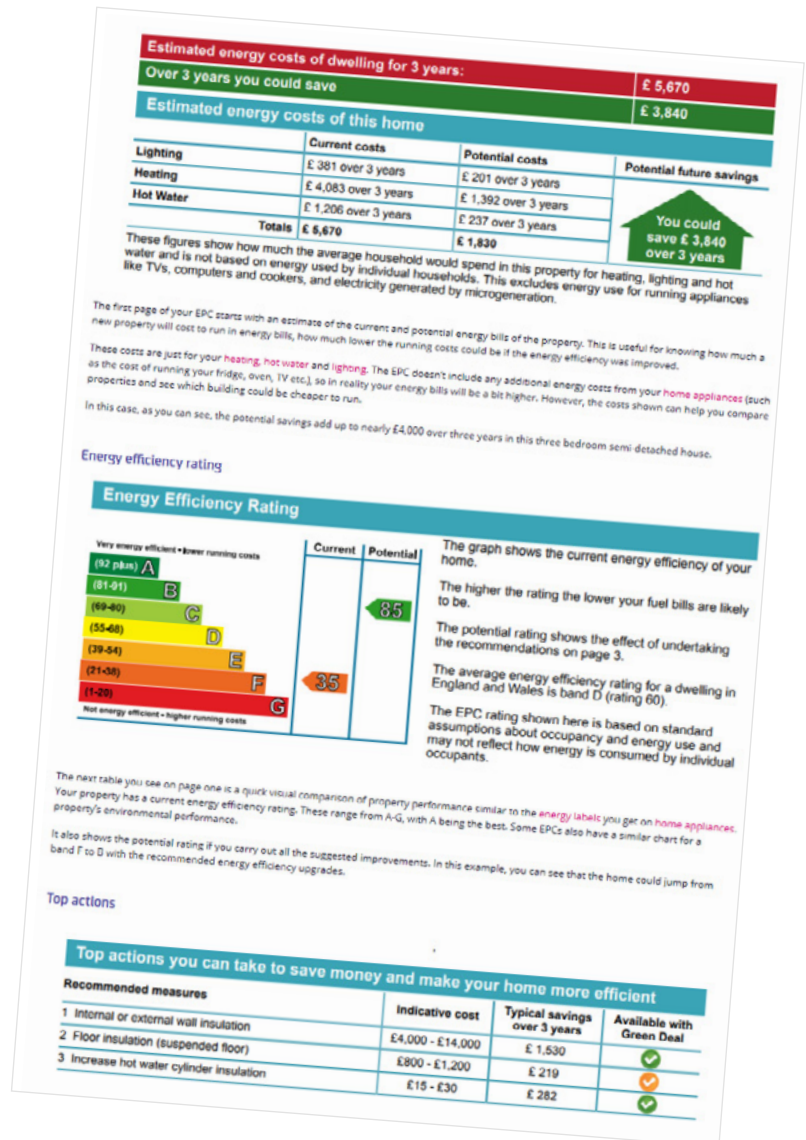 Estimated energy costs of dwelling for 3 years: £ 5,670
Over 3 years you could save £ 3,840
Estimated energy costs of this home
Current costs Potential costs Potential future savings
Lighting £ 381 over 3 years £ 201 over 3 years
Heating £ 4,083 over 3 years £ 1,392 over 3 years
Hot Water £ 1,206 over 3 years £ 237 over 3 years
Totals £ 5,670 £ 1,830
You could
save £ 3,840
over 3 years
These figures show how much the average household would spend in this property for heating, lighting and hot
water and is not based on energy used by individual households. This excludes energy use for running appliances
like TVs, computers and cookers, and electricity generated by microgeneration.
The first page of your EPC starts with an estimate of the current and potential energy bills of the property. This is useful for knowing how much a
new property will cost to run in energy bills, how much lower the running costs could be if the energy efficiency was improved.
These costs are just for your heating, hot water and lighting. The EPC doesn't include any additional energy costs from your home appliances (such
as the cost of running your fridge, oven, TV etc.), so in reality your energy bills will be a bit higher. However, the costs shown can help you compare
properties and see which building could be cheaper to run.
In this case, as you can see, the potential savings add up to nearly £4,000 over three years in this three bedroom semi detached house.
Energy efficiency rating
Energy Efficiency Rating
Very energy efficient - lower running costs Current Potential
(92 plus) A
(81-91) B
(69-80) C
(55-68) D
(39-54) E
(21-38) F
(1-20) G
Not energy efficient - higher running costs
85
35
The graph shows the current energy efficiency of your
home.
The higher the rating the lower your fuel bills are likely
to be.
The potential rating shows the effect of undertaking
the recommendations on page 3.
The average energy efficiency rating for a dwelling in
England and Wales is band D (rating 60).
The EPC rating shown here is based on standard
assumptions about occupancy and energy use and
may not reflect how energy is consumed by individual
occupants.
The next table you see on page one is a quick visual comparison of property performance similar to the energy labels you get on home appliances.
Your property has a current energy efficiency rating. These range from A-G, with A being the best. Some EPCs also have a similar chart for a
property's environmental performance.
It also shows the potential rating if you carry out all the suggested improvements. In this example, you can see that the home could jump from
band F to B with the recommended energy efficiency upgrades.
Top actions
Top actions you can take to save money and make your home more efficient
Recommended measures Indicative cost Typical savings over 3 years Available with Green Deal
1 Internal or external wall insulation £4,000 - £14,000 £ 1,530
2 Floor insulation (suspended floor) £800 - £1,200 £ 219
3 Increase hot water cylinder insulation £15 - £30 £ 282